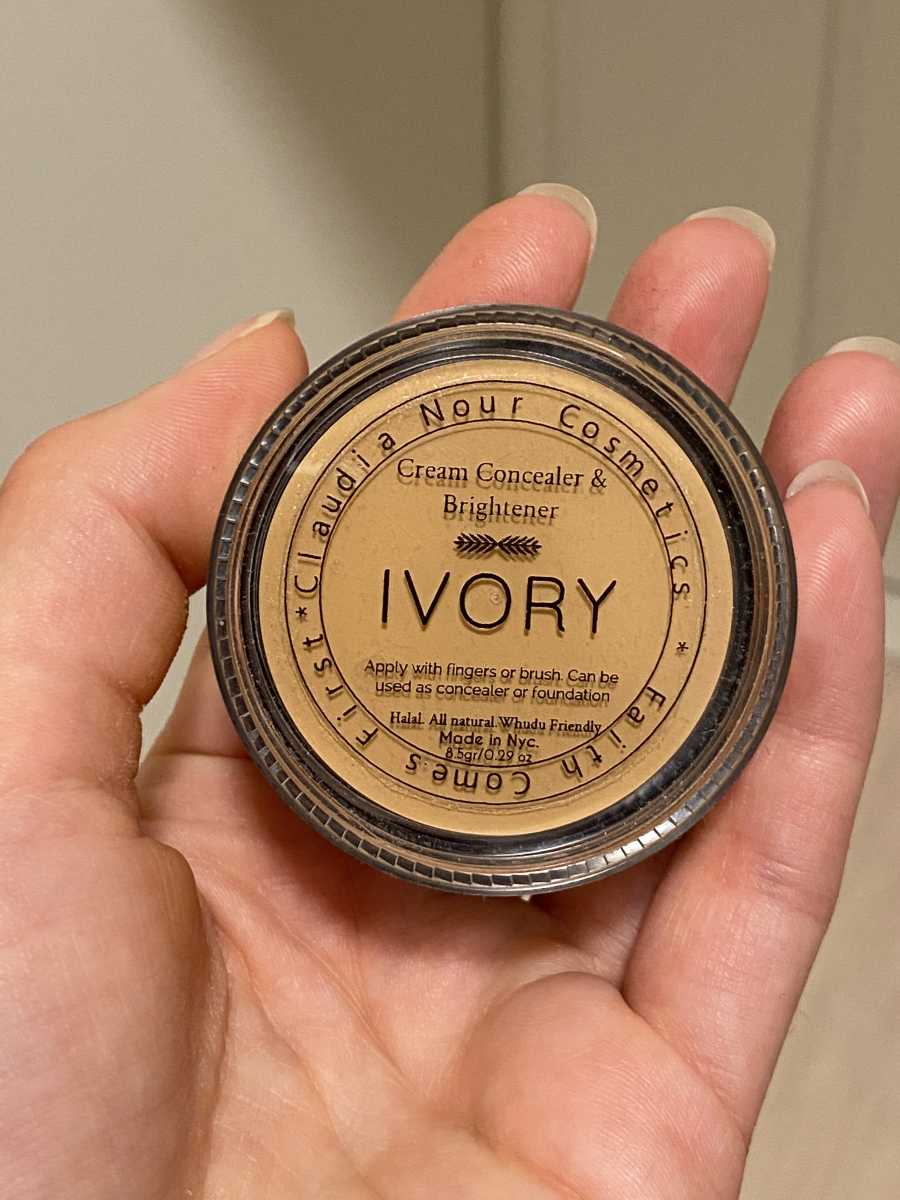 *Claudia Nour Cosmetics * Faiith Comes First
Cream Concealer &
Brightener
IVORY
Apply with fingers or brush. Can be
used as concealer or foundation
Halal. All natural. Whudu Friendly
Made in Nyc.
8.5gr/0.29 oz